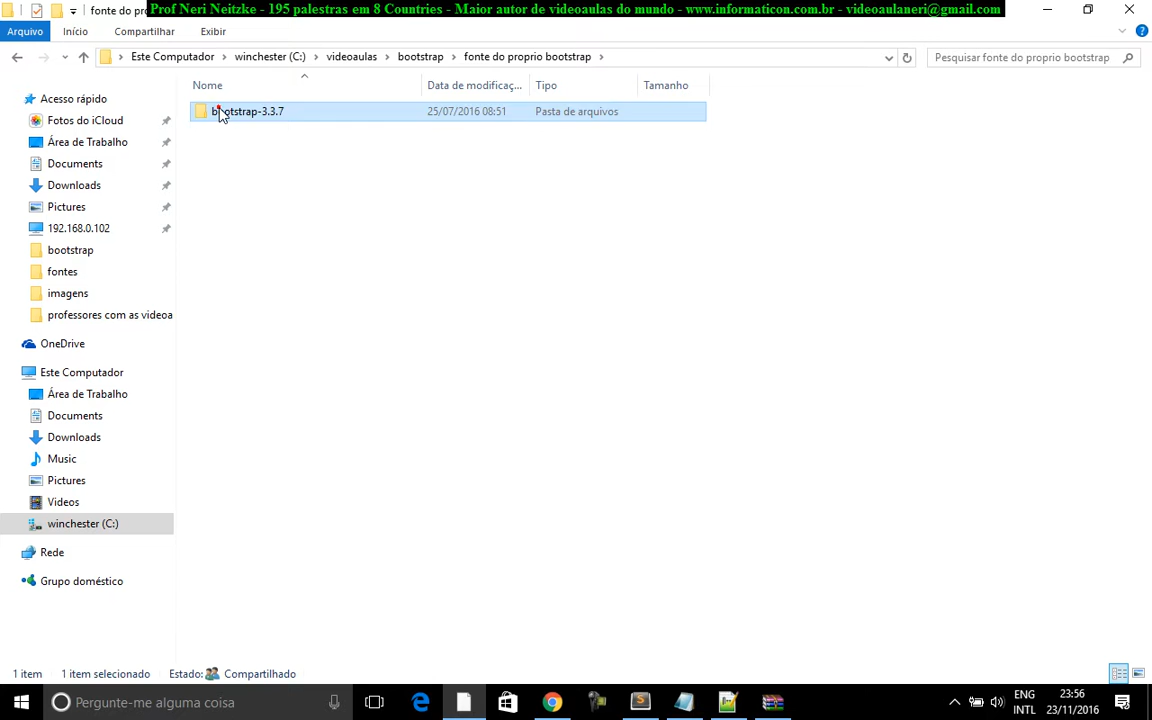 fonte do pro
Prof Neri Neitzke - 195 palestras em 8 Countries - Maior autor de videoaulas do mundo - www.informaticon.com.br - videoaulaneri@gmail.com
Arquivo Início Compartilhar Exibir
Este Computador winchester (C:) videoaulas bootstrap fonte do proprio bootstrap
Pesquisar fonte do proprio bootstrap
Nome Data de modificaç... Tipo Tamanho
bootstrap-3.3.7 25/07/2016 08:51 Pasta de arquivos
Acesso rápido
Fotos do iCloud
Área de Trabalho
Documents
Downloads
Pictures
192.168.0.102
bootstrap
fontes
imagens
professores com as videoa
OneDrive
Este Computador
Área de Trabalho
Documents
Downloads
Music
Pictures
Videos
winchester (C:)
Rede
Grupo doméstico
1 item 1 item selecionado Estado: Compartilhado
Pergunte-me alguma coisa
ENG
INTL
23:56
23/11/2016